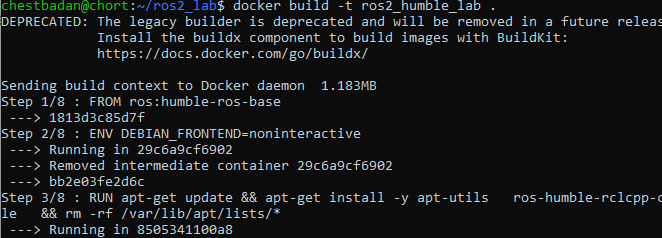 chestbadan@chort:~/ros2_lab$ docker build -t ros2_humble_lab .
DEPRECATED: The legacy builder is deprecated and will be removed in a future releas
            Install the buildx component to build images with BuildKit:
            https://docs.docker.com/go/buildx/
Sending build context to Docker daemon  1.183MB
Step 1/8 : FROM ros:humble-ros-base
 ---> 1813d3c85d7f
Step 2/8 : ENV DEBIAN_FRONTEND=noninteractive
 ---> Running in 29c6a9cf6902
 ---> Removed intermediate container 29c6a9cf6902
 ---> bb2e03fe2d6c
Step 3/8 : RUN apt-get update && apt-get install -y apt-utils   ros-humble-rclcpp-c
le   && rm -rf /var/lib/apt/lists/*
 ---> Running in 8505341100a8